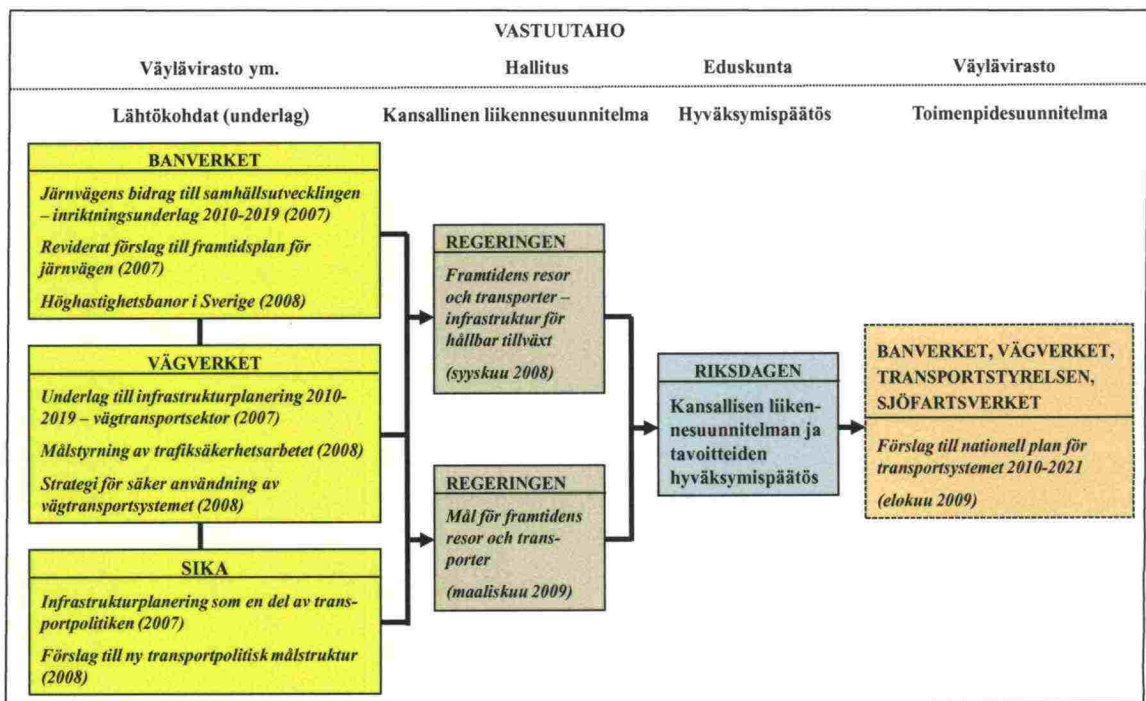 VASTUUTAHO
Väylävirasto ym.
Hallitus
Eduskunta
Väylävirasto
Lähtökohdat (underlag)
Kansallinen liikennesuunnitelma
Hyväksymispäätös
Toimenpidesuunnitelma
BANVERKET
Järnvägens bidrag till samhällsutvecklingen
– inriktningsunderlag 2010-2019 (2007)
Reviderat förslag till framtidsplan för
järnvägen (2007)
Höghastighetsbanor i Sverige (2008)
VÄGVERKET
Underlag till infrastrukturplanering 2010-
2019 – vägtransportsektor (2007)
Målstyrning av trafiksäkerhetsarbetet (2008)
Strategi för säker användning av
vägtransportsystemet (2008)
SIKA
Infrastrukturplanering som en del av trans-
portpolitiken (2007)
Förslag till ny transportpolitisk målstruktur
(2008)
REGERINGEN
Framtidens resor
och transporter –
infrastruktur för
hållbar tillväxt
(syyskuu 2008)
REGERINGEN
Mål för framtidens
resor och trans-
porter
(maaliskuu 2009)
RIKSDAGEN
Kansallisen liiken-
nesuunnitelman ja
tavoitteiden
hyväksymispäätös
BANVERKET, VÄGVERKET,
TRANSPORTSTYRELSEN,
SJÖFARTSVERKET
Förslag till nationell plan för
transportsystemet 2010-2021
(elokuu 2009)